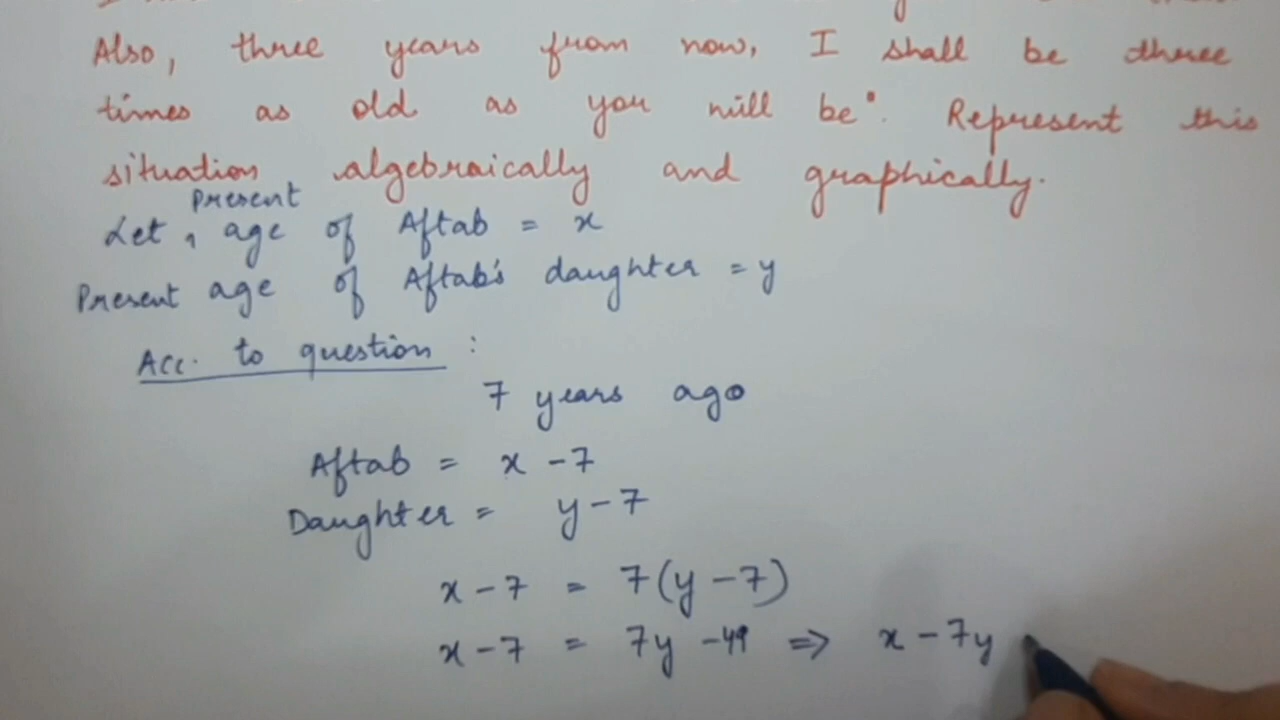 Also, three years from now, I shall be three
times as old as you will be". Represent this
situation algebraically and graphically.
Let, present age of Aftab = x
Present age of Aftab's daughter = y
Acc. to question :
7 years ago
Aftab = x - 7
Daughter = y - 7
x - 7 = 7(y - 7)
x - 7 = 7y - 49 ⇒ x - 7y